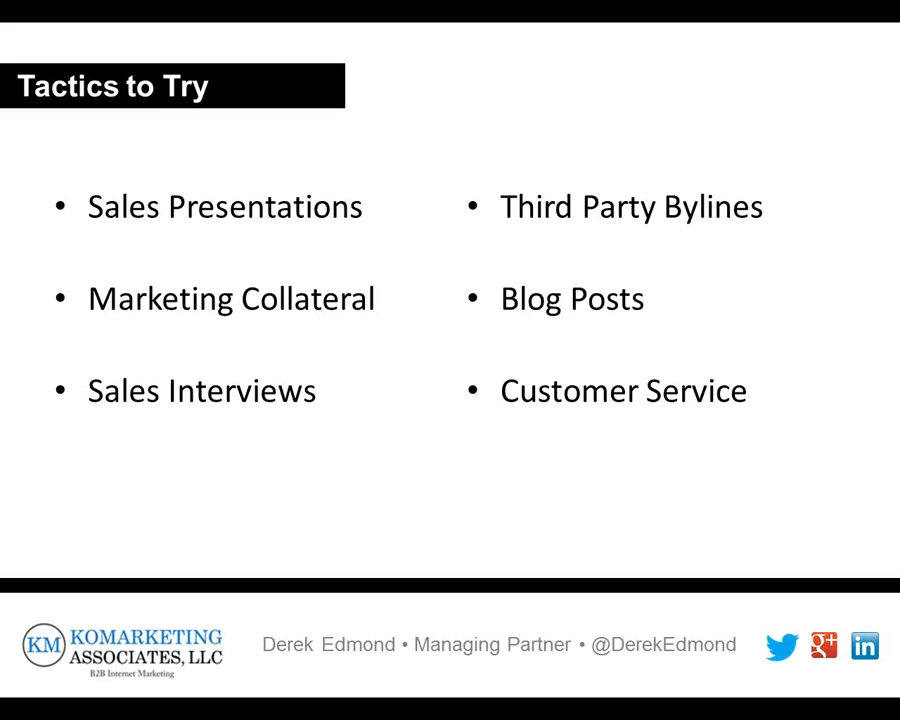 Tactics to Try
• Sales Presentations
• Marketing Collateral
• Sales Interviews
• Third Party Bylines
• Blog Posts
• Customer Service
KM KOMARKETING
ASSOCIATES, LLC
B2B Internet Marketing
Derek Edmond • Managing Partner • @DerekEdmond
g+
in